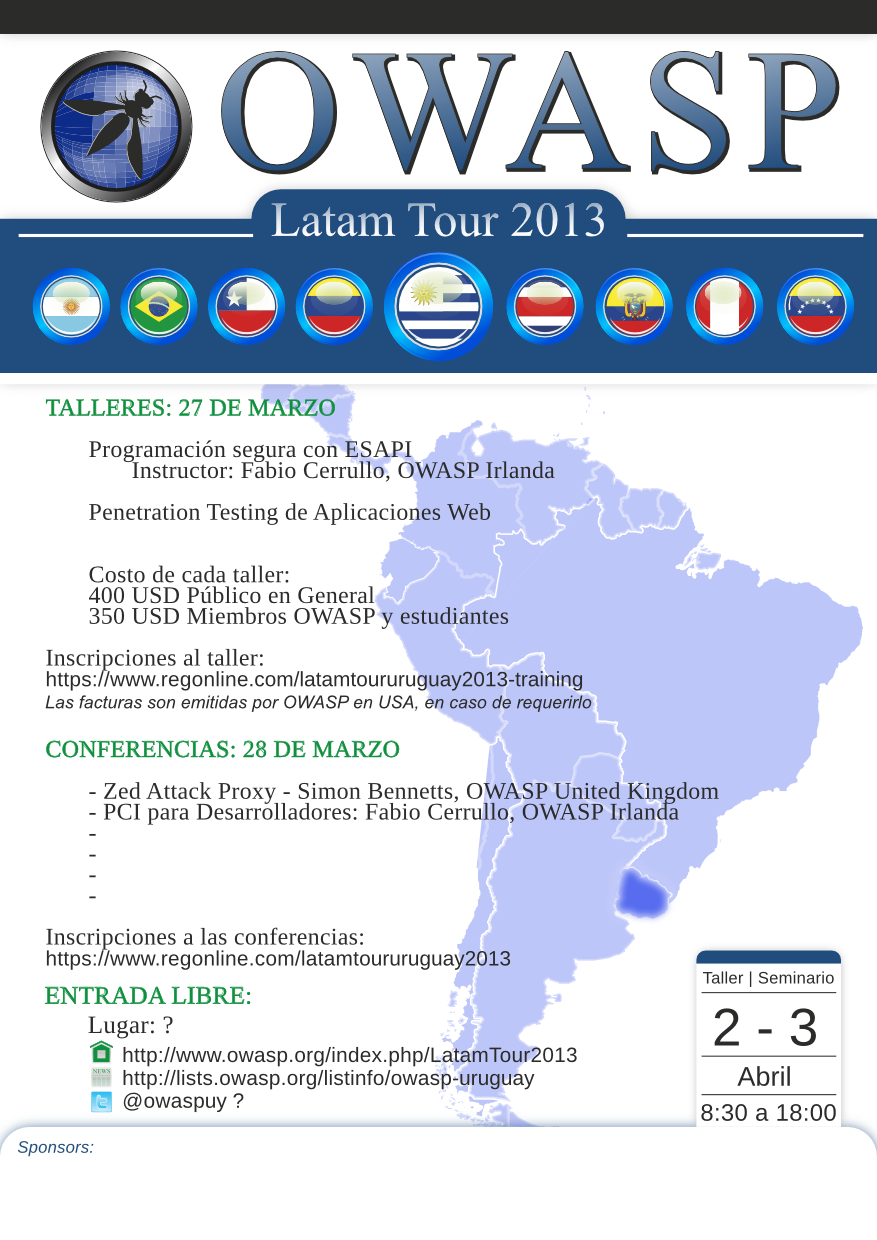 OWASP
Latam Tour 2013
TALLERES: 27 DE MARZO
Programación segura con ESAPI
Instructor: Fabio Cerrullo, OWASP Irlanda
Penetration Testing de Aplicaciones Web
Costo de cada taller:
400 USD Público en General
350 USD Miembros OWASP y estudiantes
Inscripciones al taller:
https://www.regonline.com/latamtoururuguay2013-training
Las facturas son emitidas por OWASP en USA, en caso de requerirlo
CONFERENCIAS: 28 DE MARZO
- Zed Attack Proxy - Simon Bennetts, OWASP United Kingdom
- PCI para Desarrolladores: Fabio Cerrullo, OWASP Irlanda
-
-
-
-
Inscripciones a las conferencias:
https://www.regonline.com/latamtoururuguay2013
ENTRADA LIBRE:
Lugar: ?
http://www.owasp.org/index.php/LatamTour2013
NEWS
http://lists.owasp.org/listinfo/owasp-uruguay
@owaspuy ?
Taller | Seminario
2 - 3
Abril
8:30 a 18:00
Sponsors: